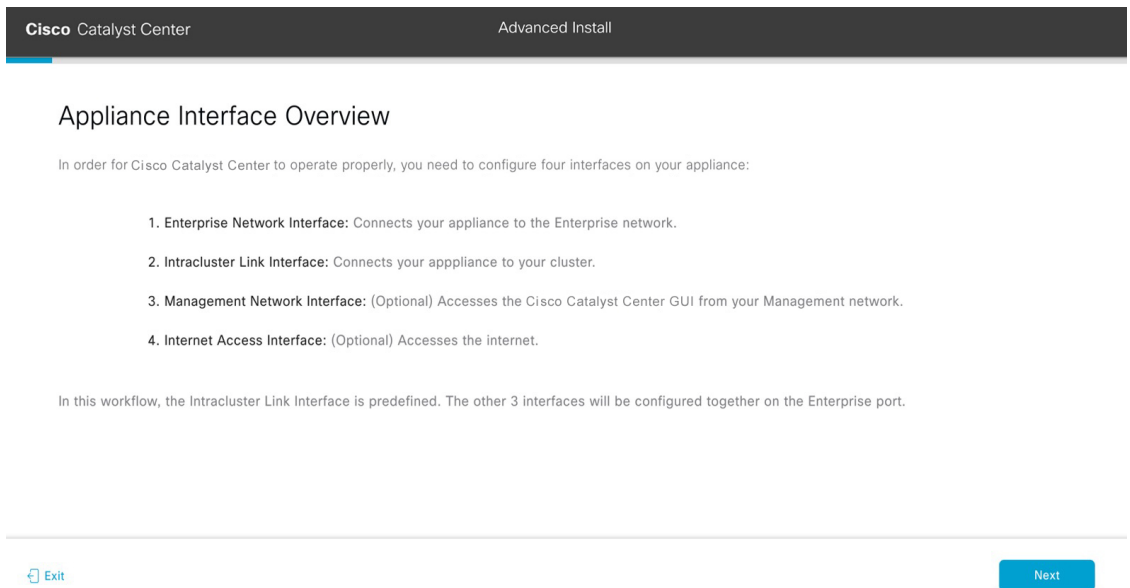 Cisco Catalyst Center
Advanced Install
Appliance Interface Overview
In order for Cisco Catalyst Center to operate properly, you need to configure four interfaces on your appliance:
1. Enterprise Network Interface: Connects your appliance to the Enterprise network.
2. Intracluster Link Interface: Connects your apppliance to your cluster.
3. Management Network Interface: (Optional) Accesses the Cisco Catalyst Center GUI from your Management network.
4. Internet Access Interface: (Optional) Accesses the internet.
In this workflow, the Intracluster Link Interface is predefined. The other 3 interfaces will be configured together on the Enterprise port.
Exit
Next